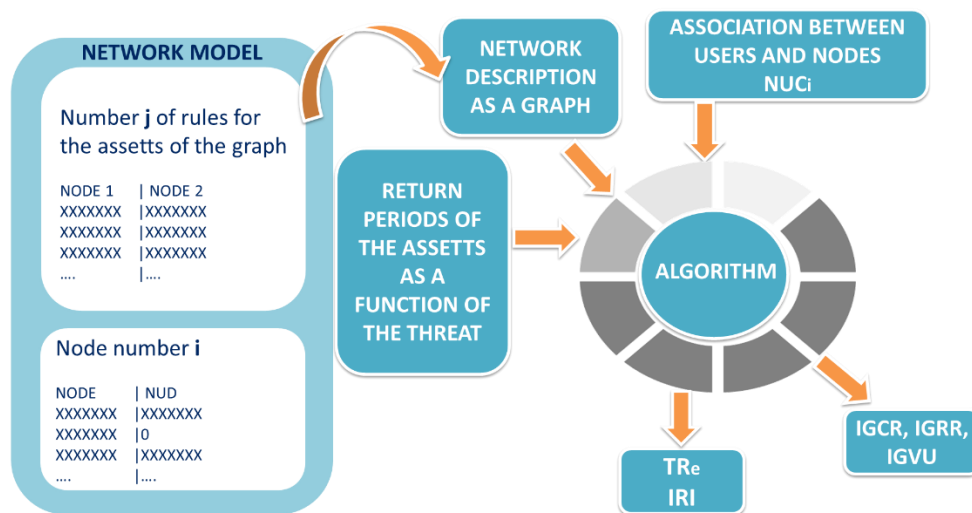 NETWORK MODEL
Number j of rules for
the assetts of the graph
NODE 1 | NODE 2
XXXXXXX |XXXXXXX
XXXXXXX |XXXXXXX
XXXXXXX |XXXXXXX
.... |....
Node number i
NODE | NUD
XXXXXXX |XXXXXXX
XXXXXXX |0
XXXXXXX |XXXXXXX
.... |....
NETWORK
DESCRIPTION
AS A GRAPH
RETURN
PERIODS OF
THE ASSETTS
AS A
FUNCTION OF
THE THREAT
ASSOCIATION BETWEEN
USERS AND NODES
NUCi
ALGORITHM
TRe
IRI
IGCR, IGRR,
IGVU